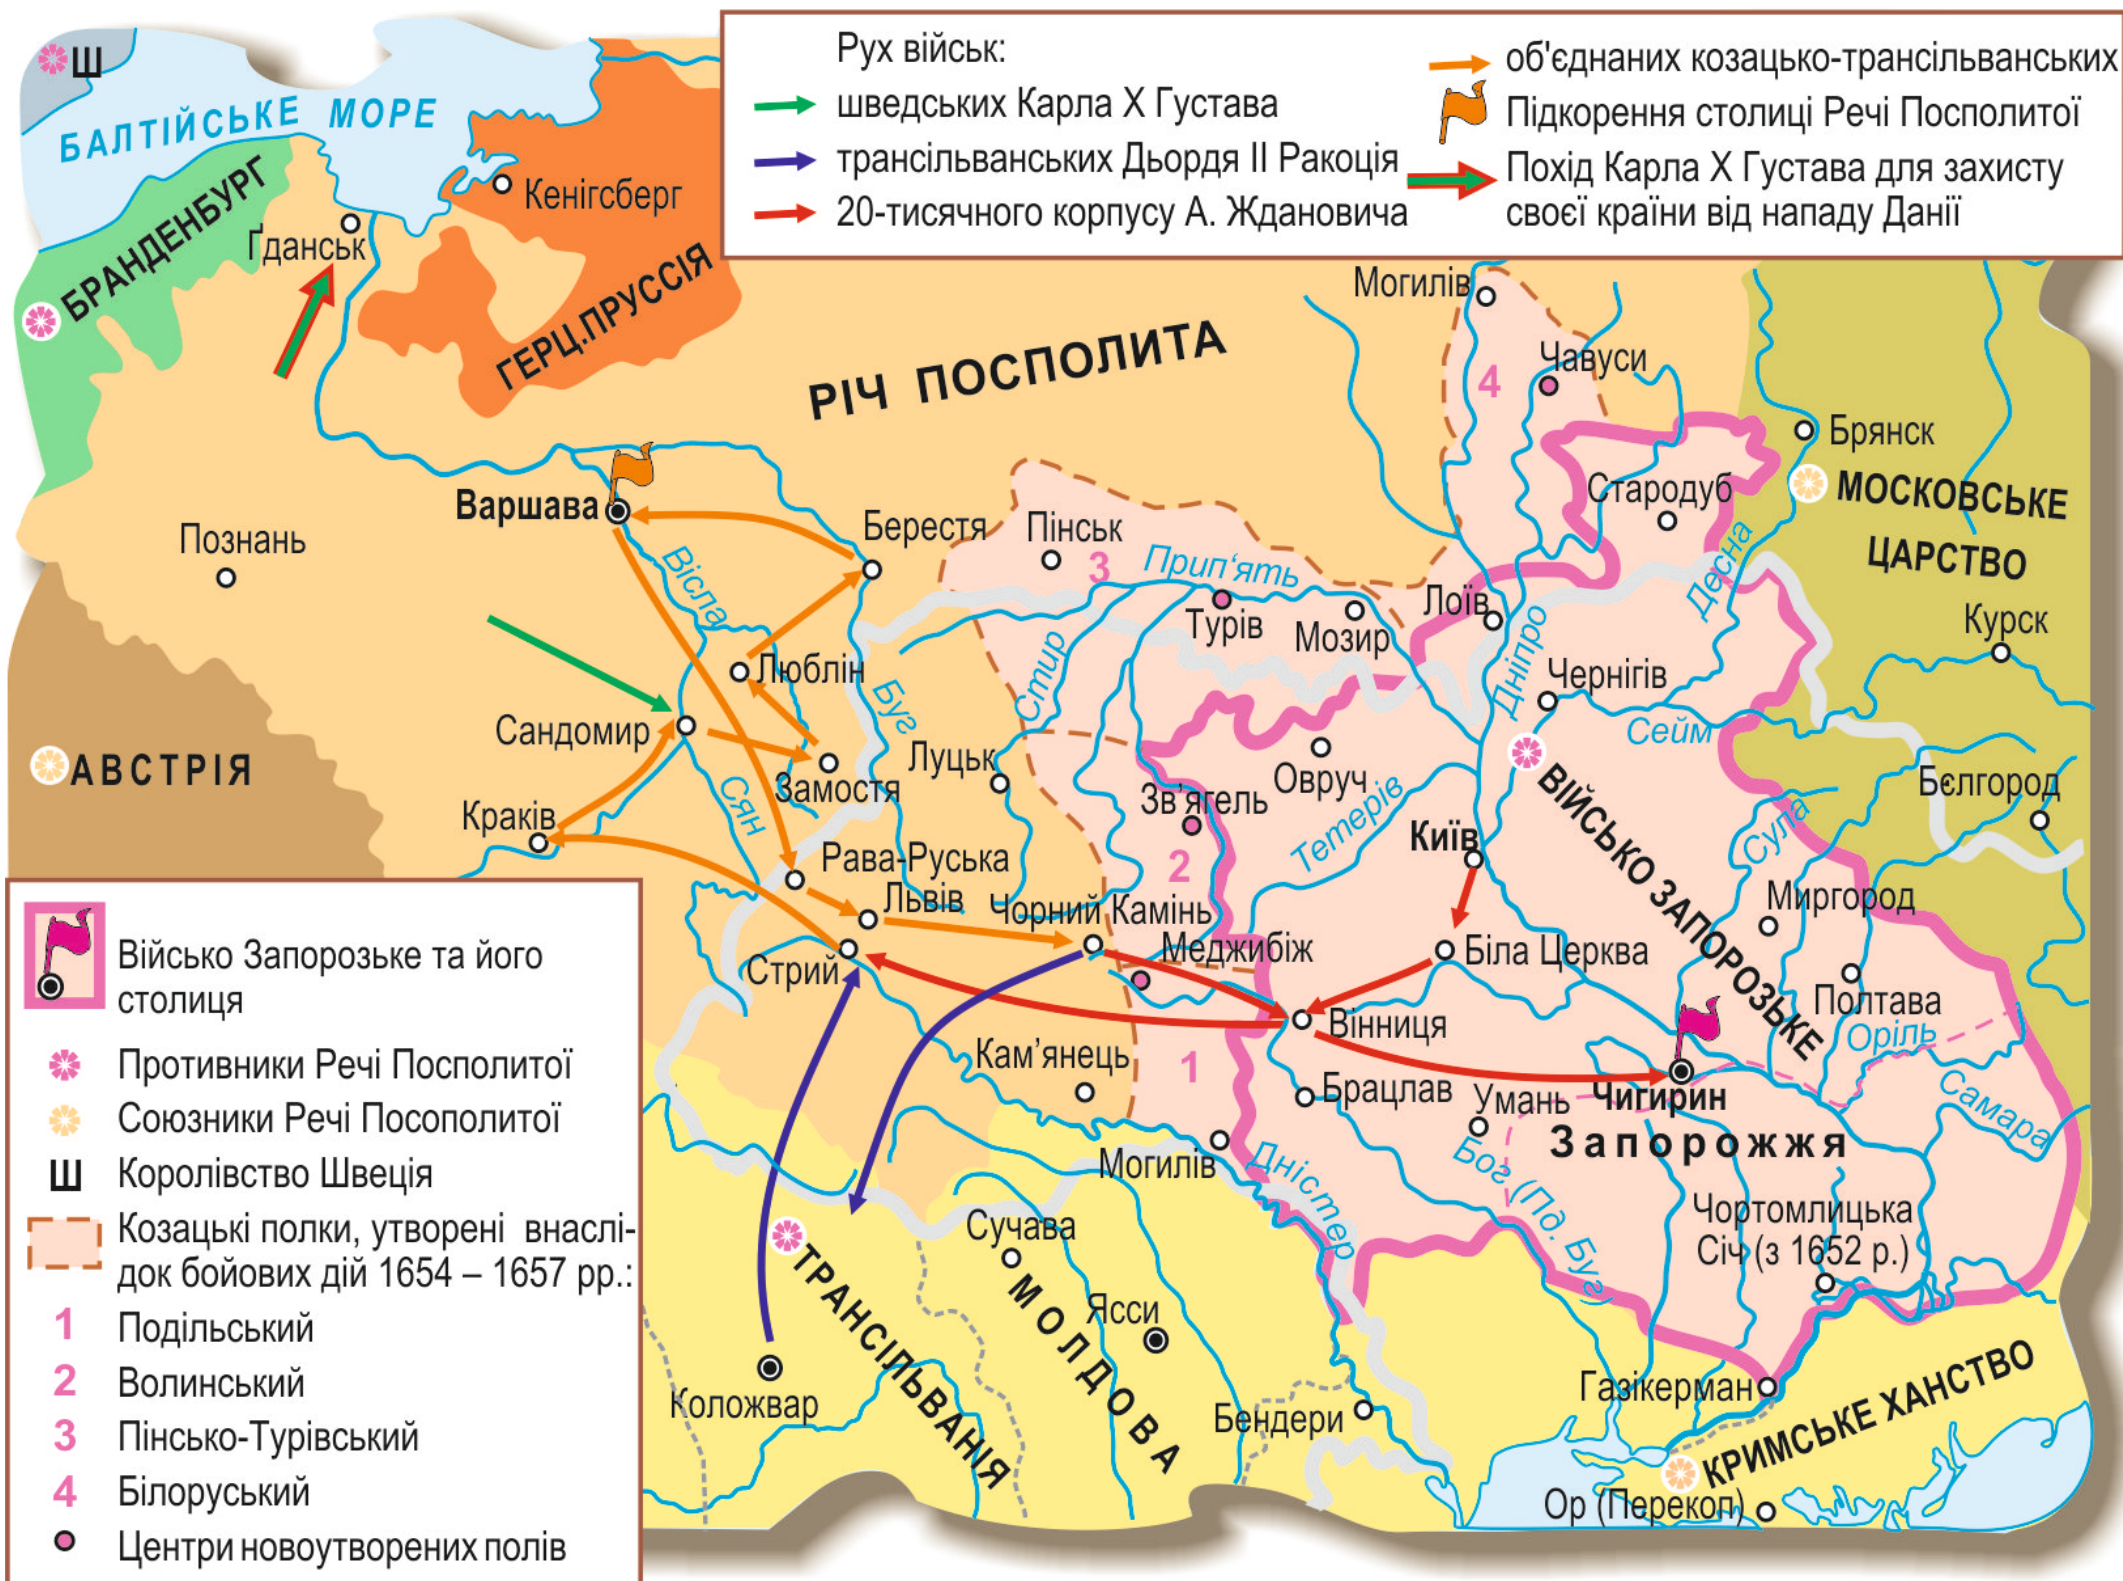 Рух військ:
шведських Карла X Густава
трансільванських Дьордя II Ракоція
20-тисячного корпусу А. Ждановича
об'єднаних козацько-трансільванських
Підкорення столиці Речі Посполитої
Похід Карла X Густава для захисту
своєї країни від нападу Данії
Ш
БАЛТІЙСЬКЕ МОРЕ
БРАНДЕНБУРГ
Ґданськ
Кенігсберг
ГЕРЦ.ПРУССІЯ
РІЧ ПОСПОЛИТА
Могилів
4
Чавуси
Брянск
Стародуб
МОСКОВСЬКЕ
ЦАРСТВО
Варшава
Берестя
Пінськ
3
Прип'ять
Познань
Вісла
Турів
Мозир
Лоїв
Дніпро
Десна
Курск
Люблін
Буг
Стир
Чернігів
Сейм
Сандомир
Сян
Замостя
Луцьк
Зв'ягель
Овруч
Тетерів
АВСТРІЯ
Краків
2
Київ
ВІЙСЬКО ЗАПОРОЗЬКЕ
Сула
Бєлгород
Рава-Руська
Львів
Чорний Камінь
Миргород
Стрий
Меджибіж
Біла Церква
Полтава
Вінниця
Оріль
Кам'янець
1
Брацлав
Умань
Чигирин
Запорожжя
Самара
Могилів
Дністер
Бог (Пд. Буг)
Чортомлицька
Січ (з 1652 р.)
Сучава
ТРАНСІЛЬВАНІЯ
МОЛДОВА
Ясси
Коложвар
Бендери
Газікерман
КРИМСЬКЕ ХАНСТВО
Ор (Перекоп)
Військо Запорозьке та його
столиця
Противники Речі Посполитої
Союзники Речі Посополитої
Ш Королівство Швеція
Козацькі полки, утворені внаслі-
док бойових дій 1654 – 1657 рр.:
1 Подільський
2 Волинський
3 Пінсько-Турівський
4 Білоруський
Центри новоутворених полів